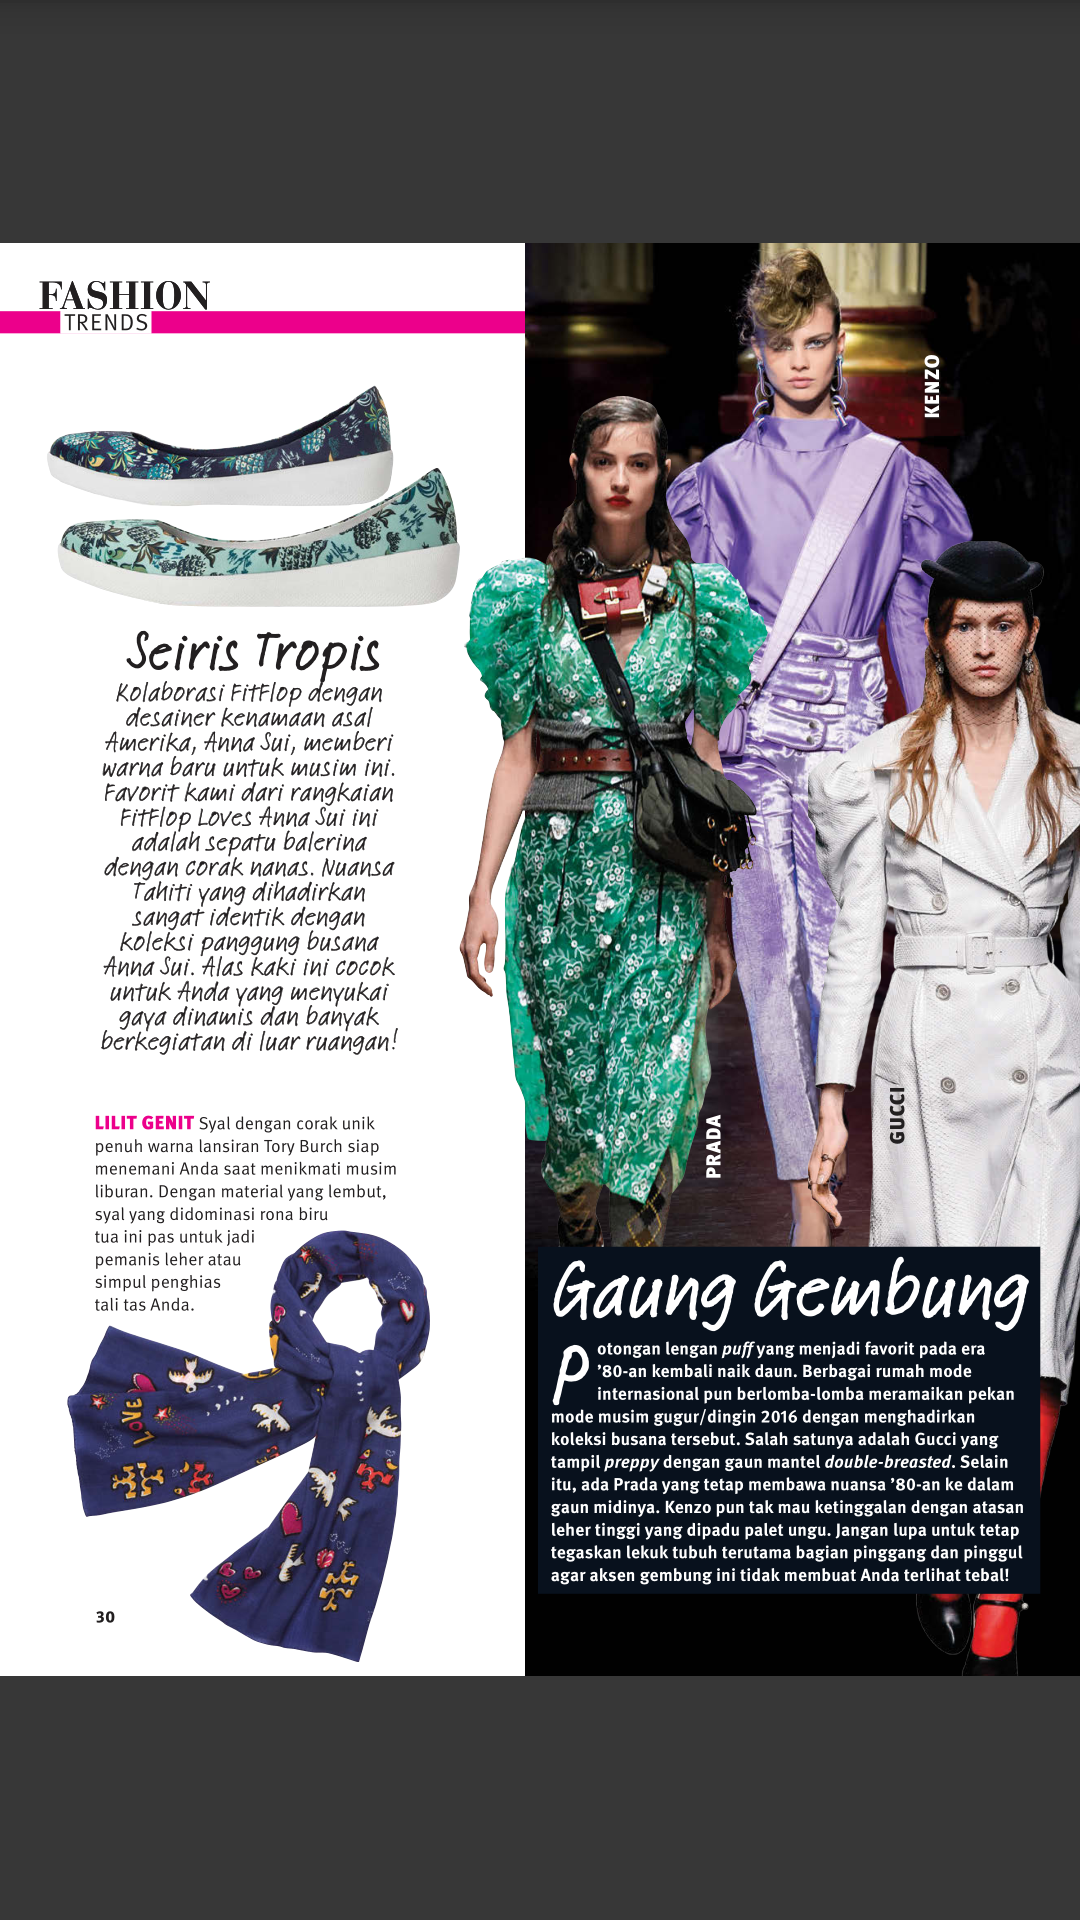 FASHION
TRENDS
Seiris Tropis
Kolaborasi FitFlop dengan
desainer kenamaan asal
Amerika, Anna Sui, memberi
warna baru untuk musim ini.
Favorit kami dari rangkaian
FitFlop Loves Anna Sui ini
adalah sepatu balerina
dengan corak nanas. Nuansa
Tahiti yang dihadirkan
sangat identik dengan
koleksi panggung busana
Anna Sui. Alas kaki ini cocok
untuk Anda yang menyukai
gaya dinamis dan banyak
berkegiatan di luar ruangan!
LILIT GENIT Syal dengan corak unik
penuh warna lansiran Tory Burch siap
menemani Anda saat menikmati musim
liburan. Dengan material yang lembut,
syal yang didominasi rona biru
tua ini pas untuk jadi
pemanis leher atau
simpul penghias
tali tas Anda.
LOVE
30
KENZO
PRADA
GUCCI
Gaung Gembung
Potongan lengan puff yang menjadi favorit pada era
’80-an kembali naik daun. Berbagai rumah mode
internasional pun berlomba-lomba meramaikan pekan
mode musim gugur/dingin 2016 dengan menghadirkan
koleksi busana tersebut. Salah satunya adalah Gucci yang
tampil preppy dengan gaun mantel double-breasted. Selain
itu, ada Prada yang tetap membawa nuansa ’80-an ke dalam
gaun midinya. Kenzo pun tak mau ketinggalan dengan atasan
leher tinggi yang dipadu palet ungu. Jangan lupa untuk tetap
tegaskan lekuk tubuh terutama bagian pinggang dan pinggul
agar aksen gembung ini tidak membuat Anda terlihat tebal!